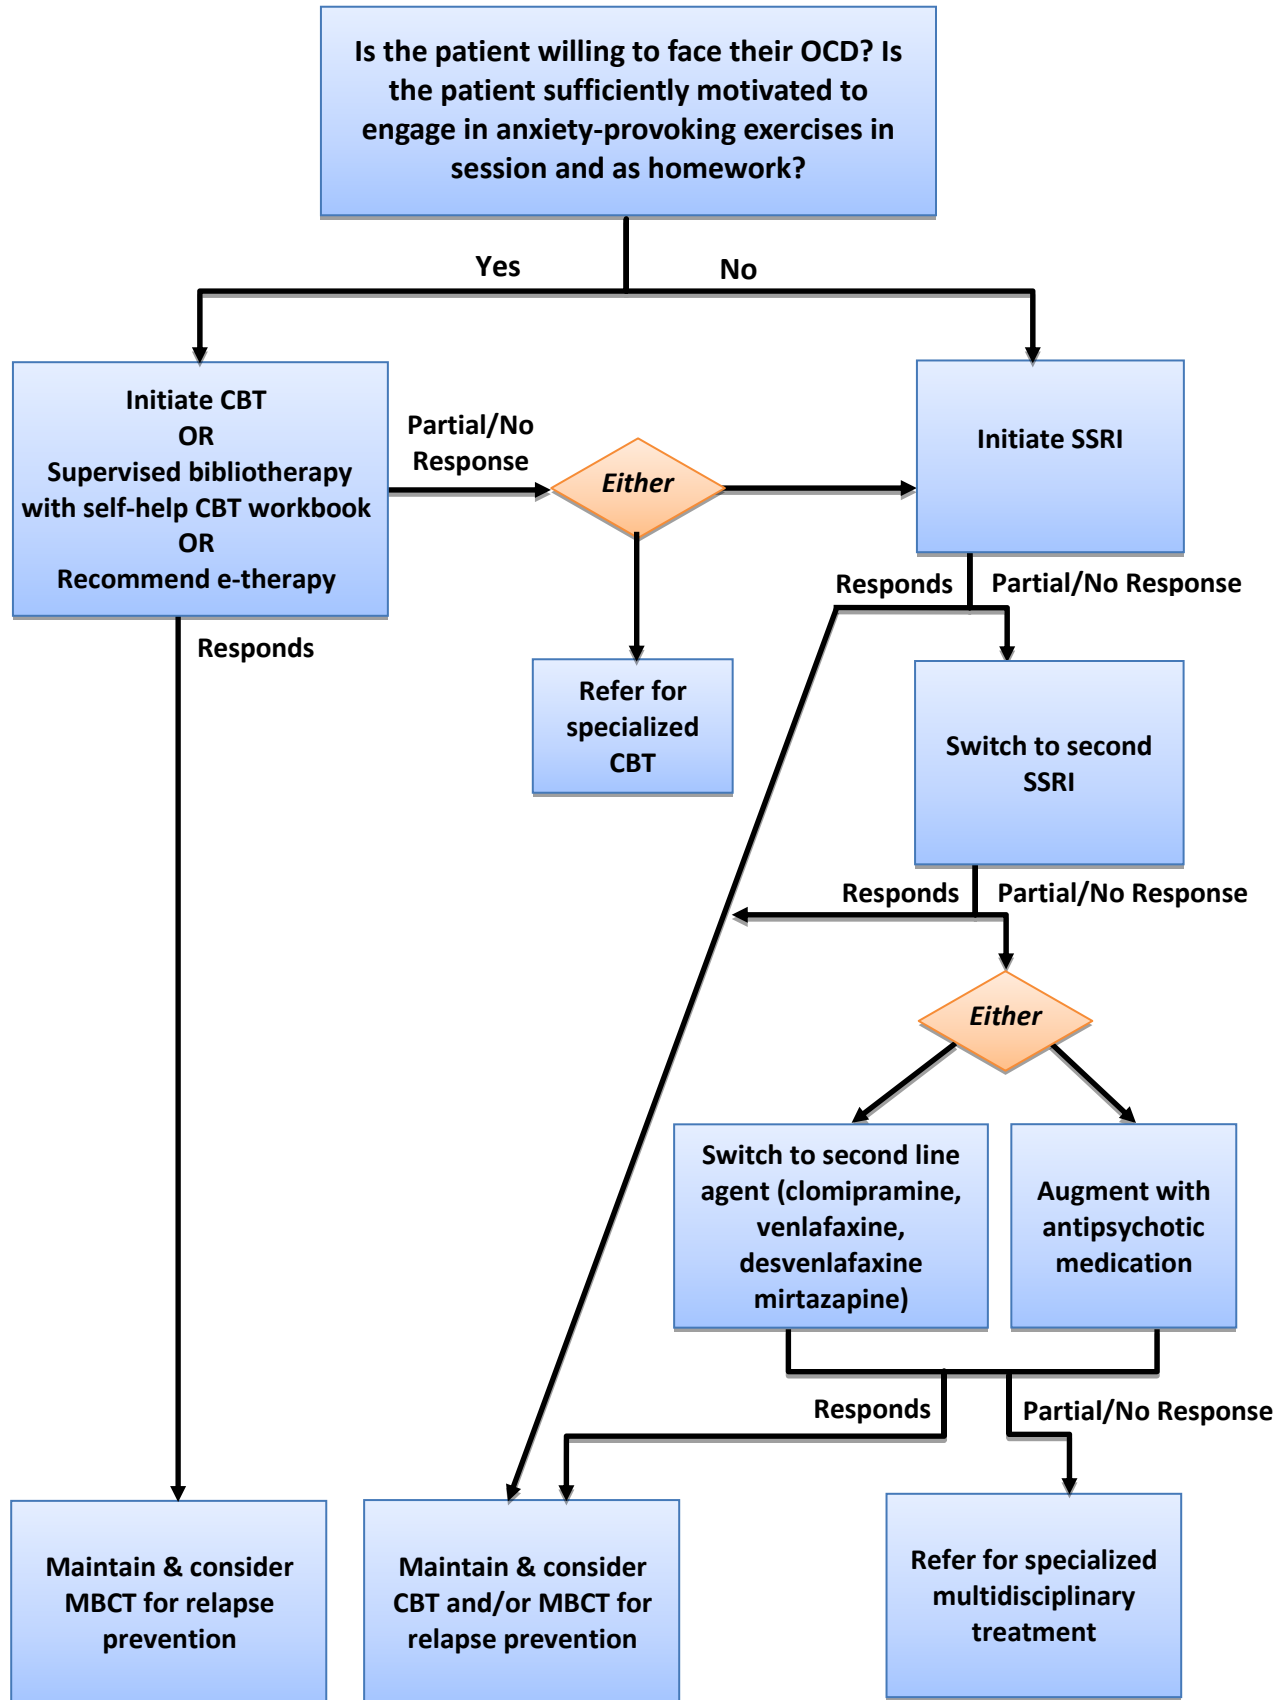 Is the patient willing to face their OCD? Is
the patient sufficiently motivated to
engage in anxiety-provoking exercises in
session and as homework?
Yes
No
Initiate CBT
OR
Supervised bibliotherapy
with self-help CBT workbook
OR
Recommend e-therapy
Partial/No
Response
Either
Initiate SSRI
Responds
Partial/No Response
Responds
Refer for
specialized
CBT
Switch to second
SSRI
Responds
Partial/No Response
Either
Switch to second line
agent (clomipramine,
venlafaxine,
desvenlafaxine
mirtazapine)
Augment with
antipsychotic
medication
Responds
Partial/No Response
Maintain & consider
MBCT for relapse
prevention
Maintain & consider
CBT and/or MBCT for
relapse prevention
Refer for specialized
multidisciplinary
treatment